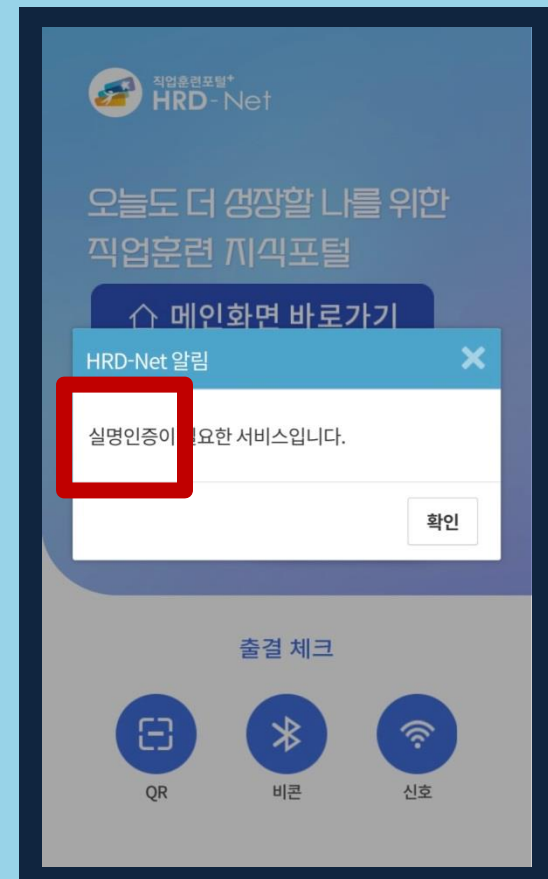 직업훈련포털+
HRD-Net
오늘도 더 성장할 나를 위한
직업훈련 지식포털
메인화면 바로가기
HRD-Net 알림
실명인증이 필요한 서비스입니다.
확인
출결 체크
QR
비콘
신호